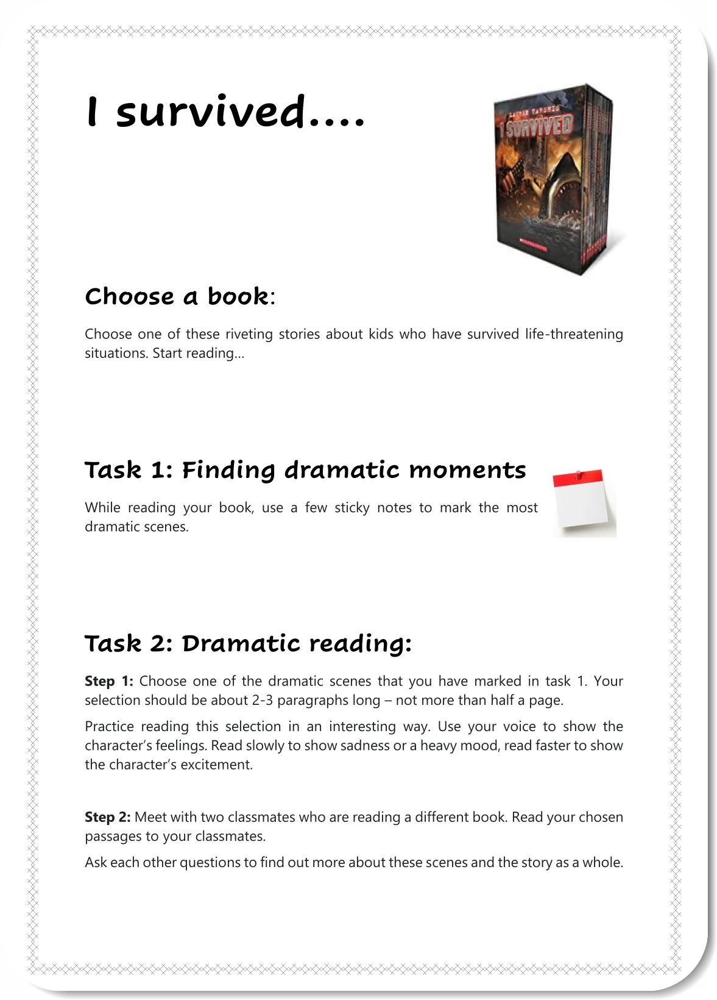 I survived....
LAUREN TARSHIS
I SURVIVED
SCHOLASTIC
Choose a book:
Choose one of these riveting stories about kids who have survived life-threatening
situations. Start reading…
Task 1: Finding dramatic moments
While reading your book, use a few sticky notes to mark the most
dramatic scenes.
Task 2: Dramatic reading:
Step 1: Choose one of the dramatic scenes that you have marked in task 1. Your
selection should be about 2-3 paragraphs long – not more than half a page.
Practice reading this selection in an interesting way. Use your voice to show the
character’s feelings. Read slowly to show sadness or a heavy mood, read faster to show
the character’s excitement.
Step 2: Meet with two classmates who are reading a different book. Read your chosen
passages to your classmates.
Ask each other questions to find out more about these scenes and the story as a whole.